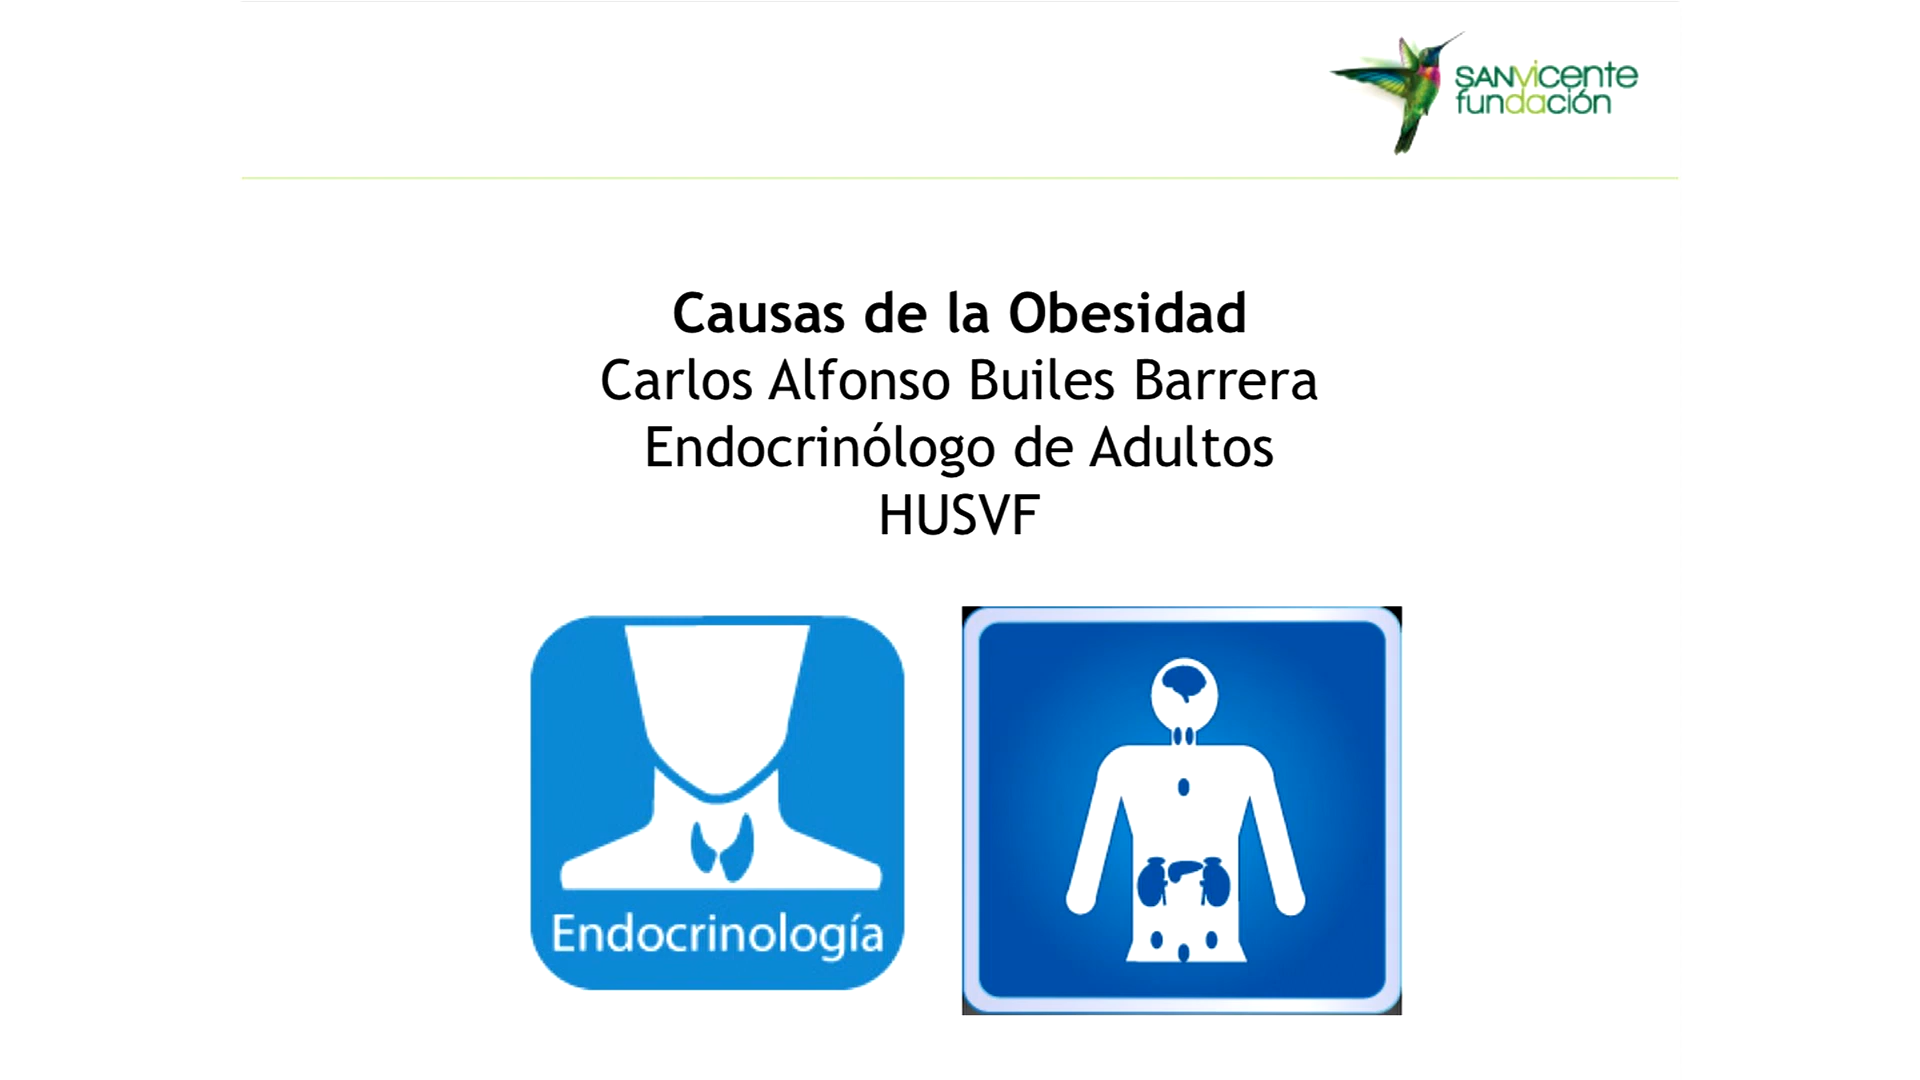 SANvicente
fundación
Causas de la Obesidad
Carlos Alfonso Builes Barrera
Endocrinólogo de Adultos
HUSVF
Endocrinología